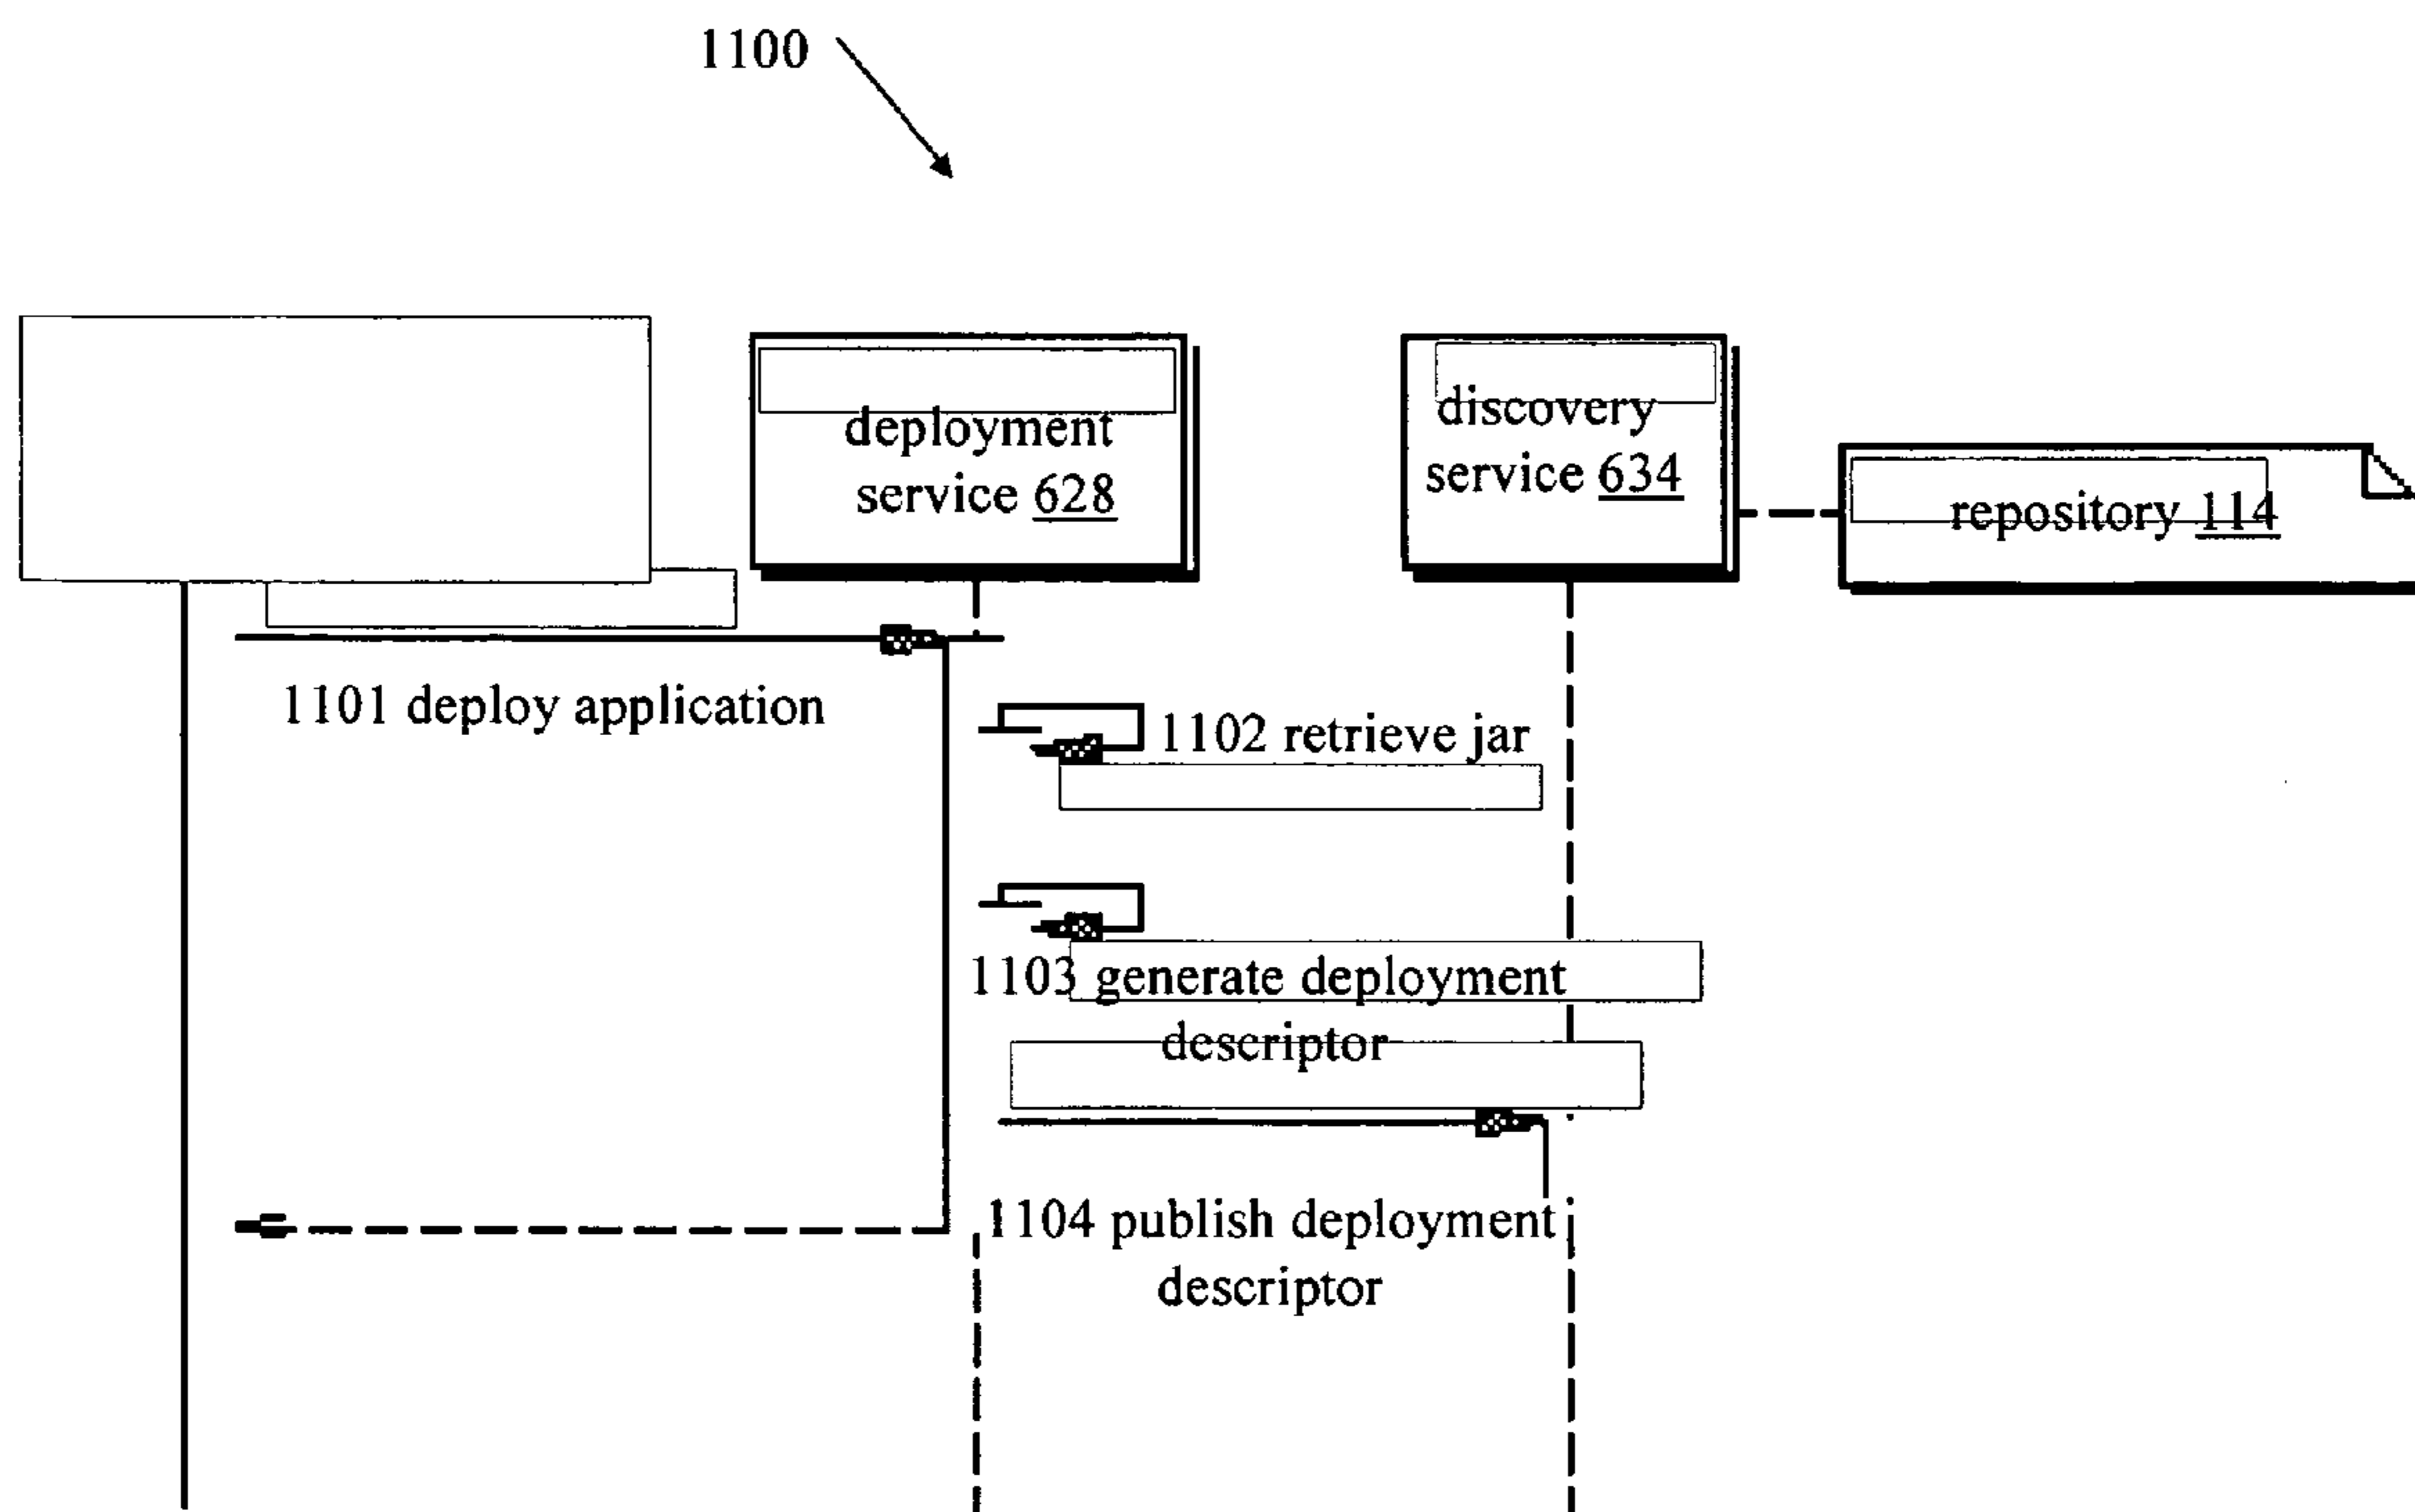 1100
deployment
service 628
discovery
service 634
repository 114
1101 deploy application
1102 retrieve jar
1103 generate deployment
descriptor
1104 publish deployment
descriptor